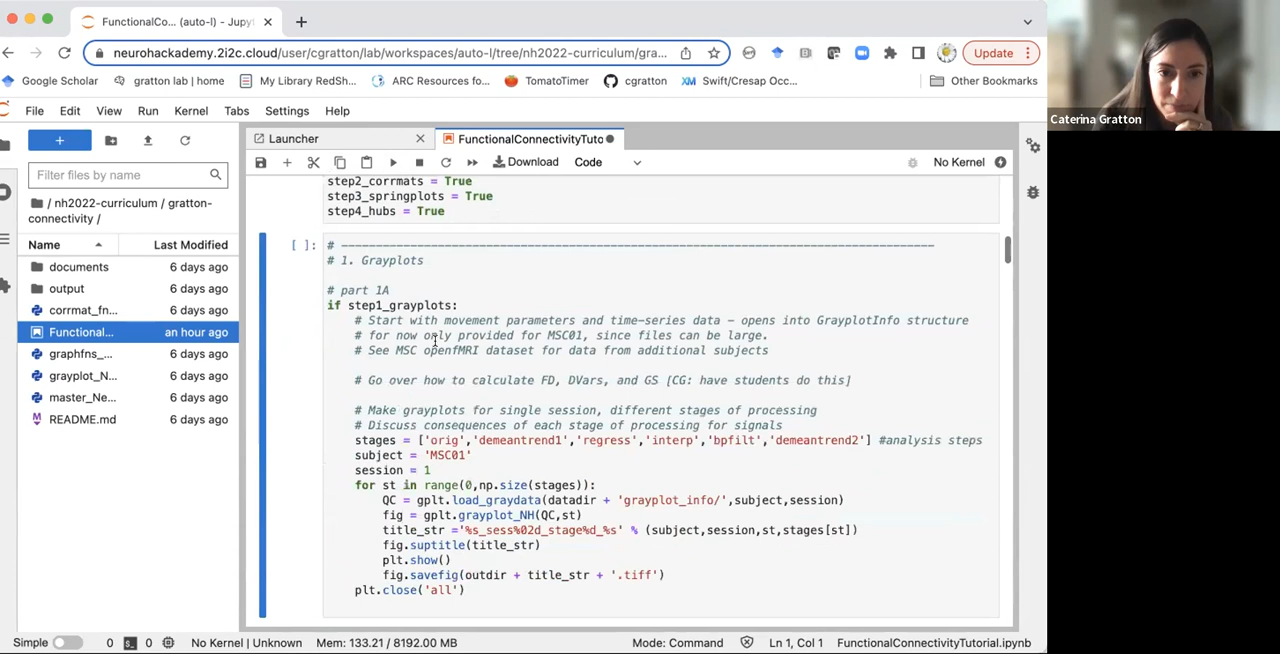 FunctionalCo... (auto-l) - Jupy
neurohackademy.2i2c.cloud/user/cgratton/lab/workspaces/auto-l/tree/nh2022-curriculum/gra...
Update
Google Scholar
gratton lab | home
My Library RedSh...
ARC Resources fo...
TomatoTimer
cgratton
XM Swift/Cresap Coc...
Other Bookmarks
Caterina Gratton
File Edit View Run Kernel Tabs Settings Help
Launcher
FunctionalConnectivityTuto
Download
Code
No Kernel
Filter files by name
/ nh2022-curriculum / gratton-
connectivity /
Name Last Modified
documents 6 days ago
output 6 days ago
corrmat_fn... 6 days ago
Functional... an hour ago
graphfns_... 6 days ago
grayplot_N... 6 days ago
master_Ne... 6 days ago
README.md 6 days ago
step2_corrmats = True
step3_springplots = True
step4_hubs = True
[ ]:
# --------------------------------------------------------------------------------------
# 1. Grayplots
# part 1A
if step1_grayplots:
# Start with movement parameters and time-series data - opens into GrayplotInfo structure
# for now only provided for MSC01, since files can be large.
# See MSC openfMRI dataset for data from additional subjects
# Go over how to calculate FD, DVars, and GS [CG: have students do this]
# Make grayplots for single session, different stages of processing
# Discuss consequences of each stage of processing for signals
stages = ['orig','demeantrend1','regress','interp','bpfilt','demeantrend2'] #analysis steps
subject = 'MSC01'
session = 1
for st in range(0,np.size(stages)):
QC = gplt.load_graydata(datadir + 'grayplot_info/',subject,session)
fig = gplt.grayplot_NH(QC,st)
title_str ='%s_sess%02d_stage%d_%s' % (subject,session,st,stages[st])
fig.suptitle(title_str)
plt.show()
fig.savefig(outdir + title_str + '.tiff')
plt.close('all')
Simple
0
0
No Kernel | Unknown
Mem: 133.21 / 8192.00 MB
Mode: Command
Ln 1, Col 1
FunctionalConnectivityTutorial.ipynb